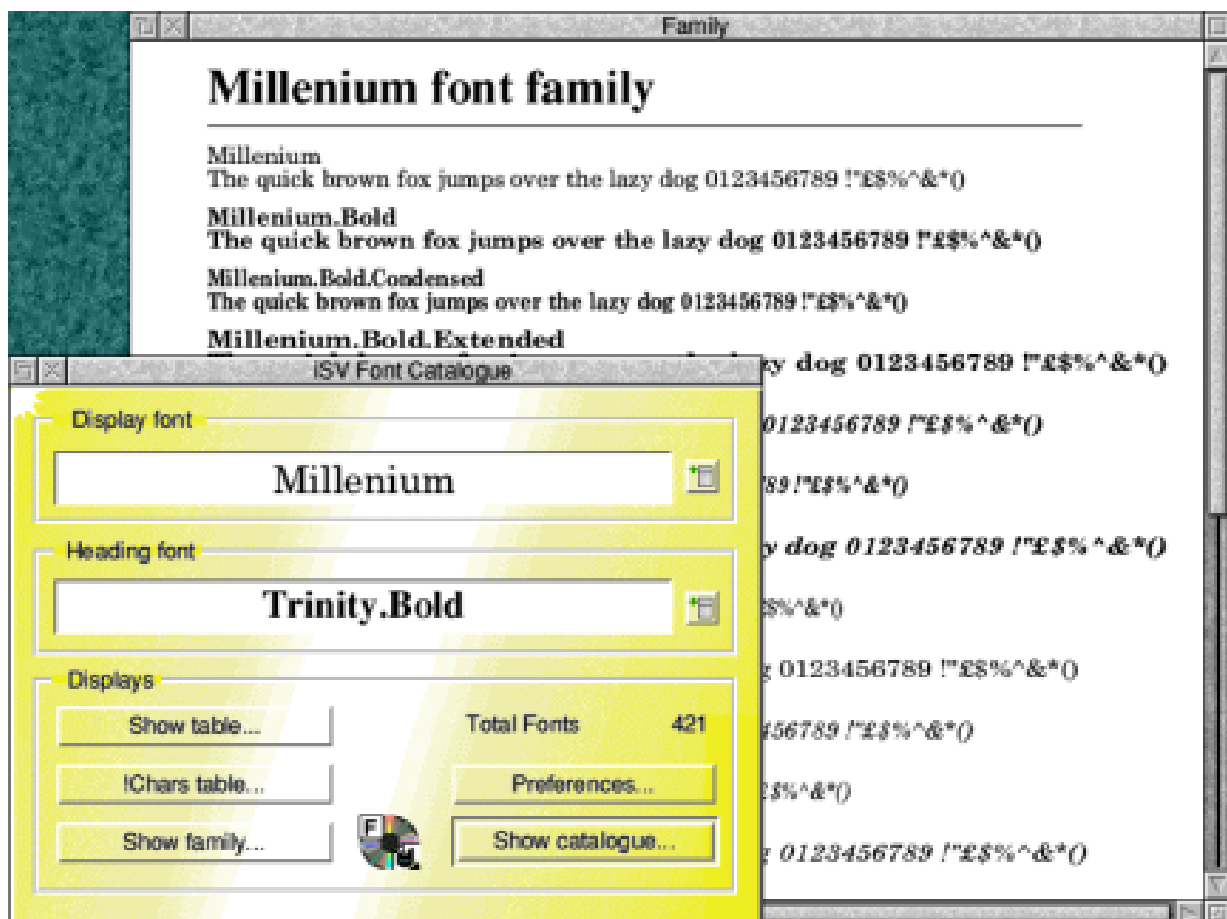 Family
Millenium font family
Millenium
The quick brown fox jumps over the lazy dog 0123456789 !"£$%^&*()
Millenium.Bold
The quick brown fox jumps over the lazy dog 0123456789 !"£$%^&*()
Millenium.Bold.Condensed
The quick brown fox jumps over the lazy dog 0123456789 !"£$%^&*()
Millenium.Bold.Extended
zy dog 0123456789 !"£$%^&*()
0123456789 !"£$%^&*()
89 !"£$%^&*()
y dog 0123456789 !"£$%^&*()
$%^&*()
0123456789 !"£$%^&*()
456789 !"£$%^&*()
£$%^&*()
0123456789 !"£$%^&*()
iSV Font Catalogue
Display font
Millenium
Heading font
Trinity.Bold
Displays
Show table...
Total Fonts 421
!Chars table...
Preferences...
Show family...
F
Show catalogue...